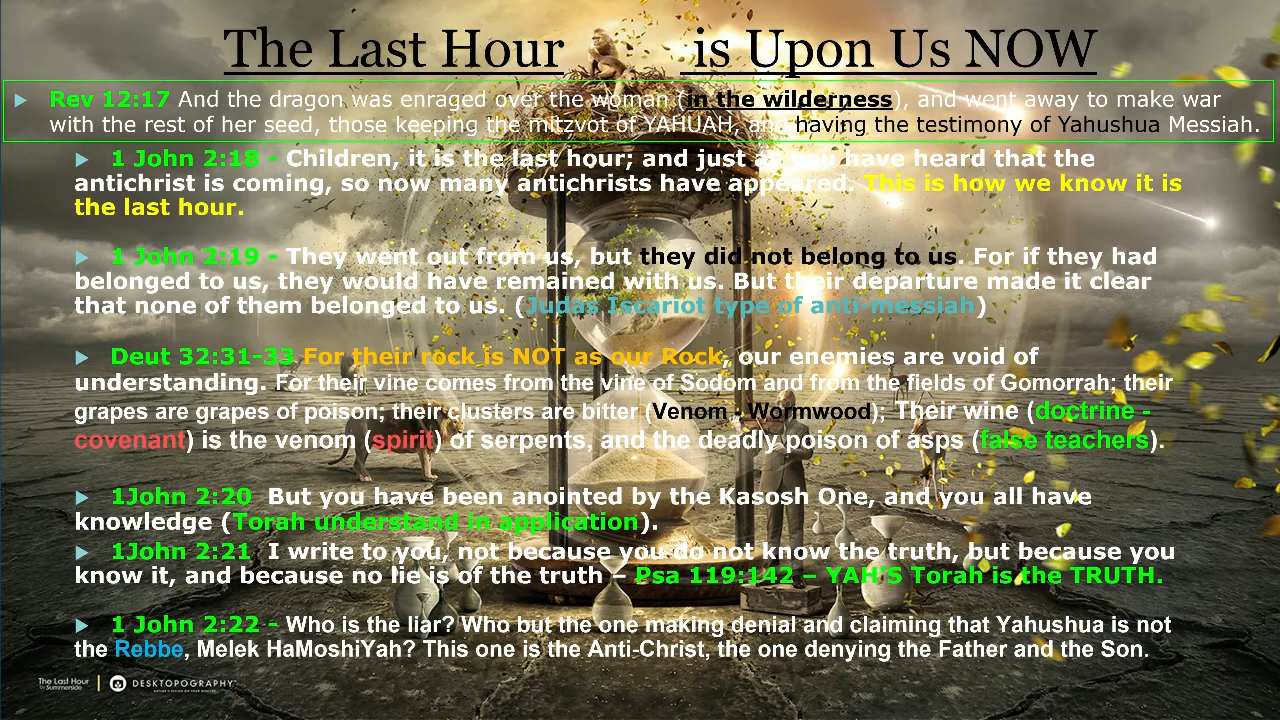 The Last Hour is Upon Us NOW
Rev 12:17 And the dragon was enraged over the woman (in the wilderness), and went away to make war
with the rest of her seed, those keeping the mitzvot of YAHUAH, and having the testimony of Yahushua Messiah.
1 John 2:18 - Children, it is the last hour; and just as you have heard that the
antichrist is coming, so now many antichrists have appeared. This is how we know it is
the last hour.
1 John 2:19 - They went out from us, but they did not belong to us. For if they had
belonged to us, they would have remained with us. But their departure made it clear
that none of them belonged to us. (Judas Iscariot type of anti-messiah)
Deut 32:31-33 For their rock is NOT as our Rock, our enemies are void of
understanding. For their vine comes from the vine of Sodom and from the fields of Gomorrah; their
grapes are grapes of poison; their clusters are bitter (Venom - Wormwood); Their wine (doctrine -
covenant) is the venom (spirit) of serpents, and the deadly poison of asps (false teachers).
1John 2:20 But you have been anointed by the Kasosh One, and you all have
knowledge (Torah understand in application).
1John 2:21 I write to you, not because you do not know the truth, but because you
know it, and because no lie is of the truth – Psa 119:142 – YAH'S Torah is the TRUTH.
1 John 2:22 - Who is the liar? Who but the one making denial and claiming that Yahushua is not
the Rebbe, Melek HaMoshiYah? This one is the Anti-Christ, the one denying the Father and the Son.
The Last Hour
by Summerside
DESKTOPOGRAPHY